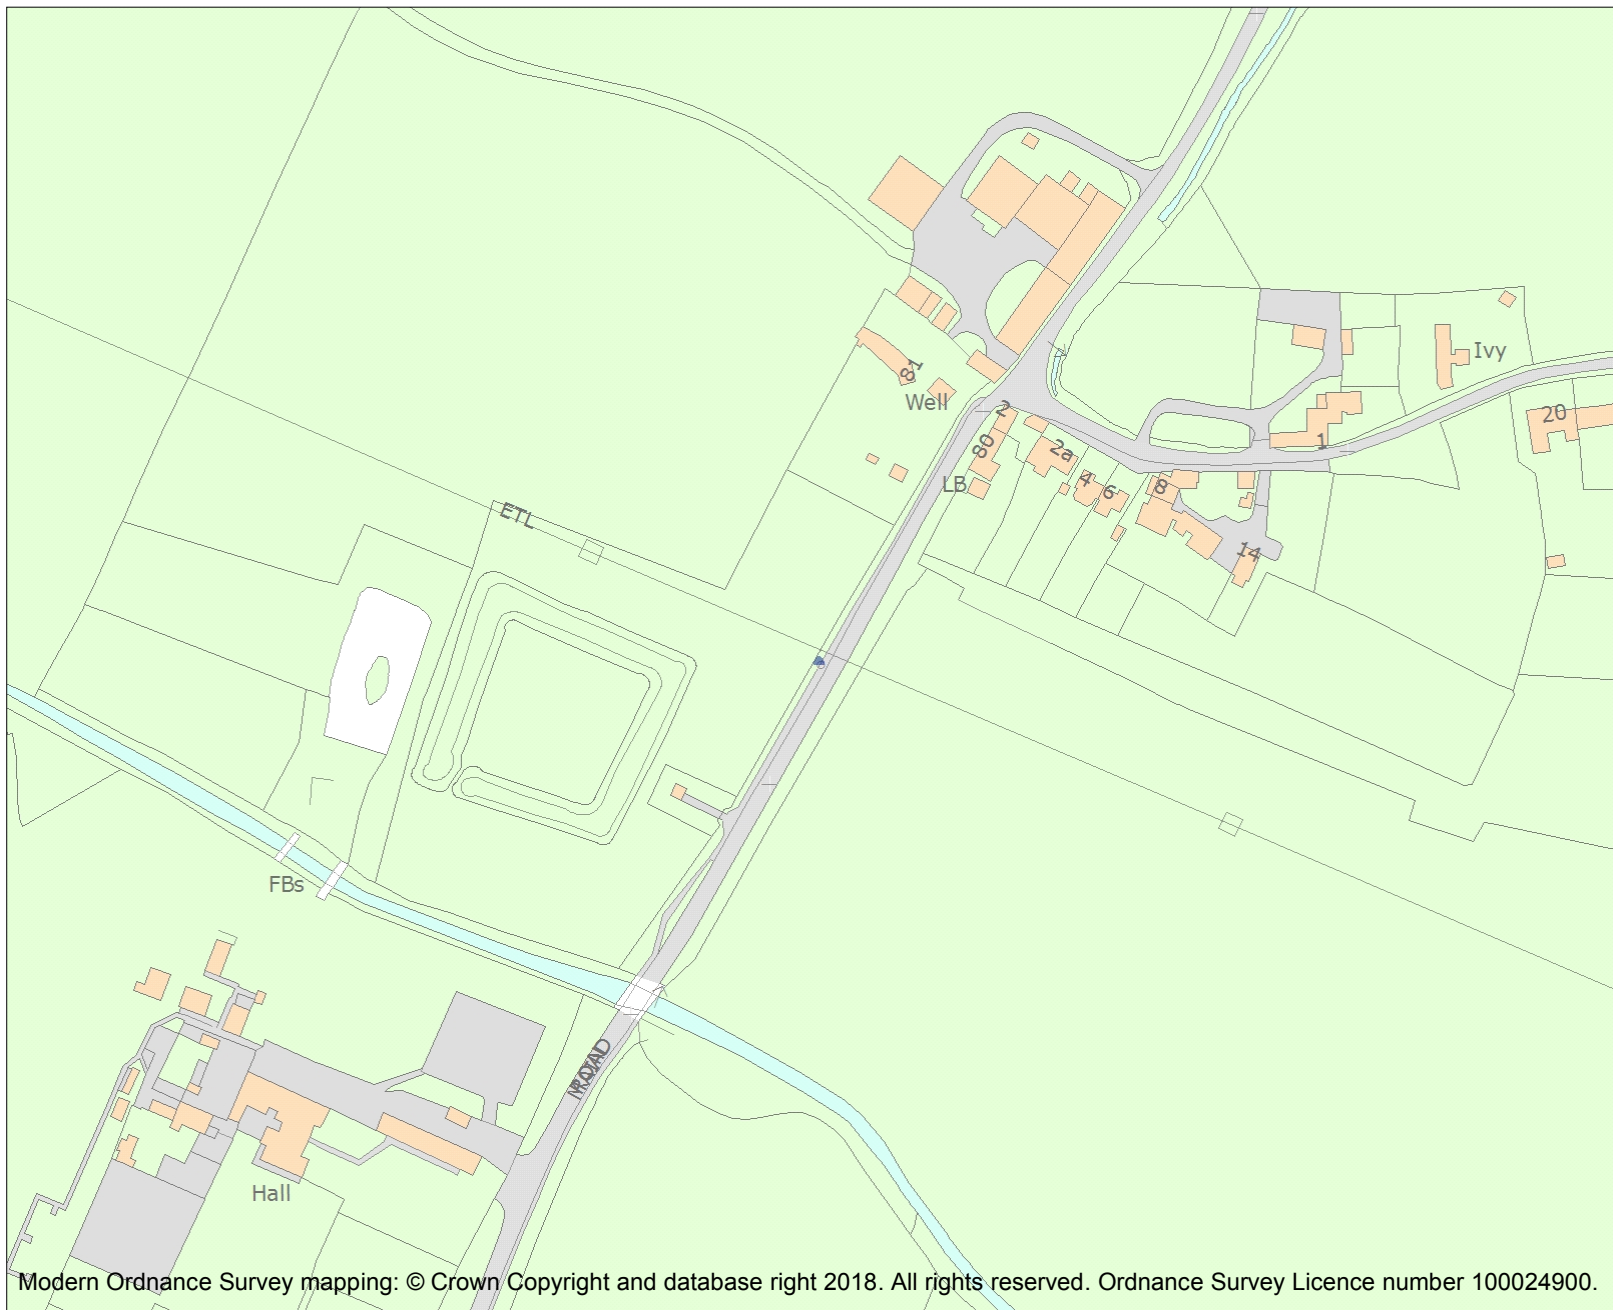 Ivy
81
Well
2
20
1
80
2a
LB
4
6
8
ETL
14
FBs
Hall
Modern Ordnance Survey mapping: © Crown Copyright and database right 2018. All rights reserved. Ordnance Survey Licence number 100024900.